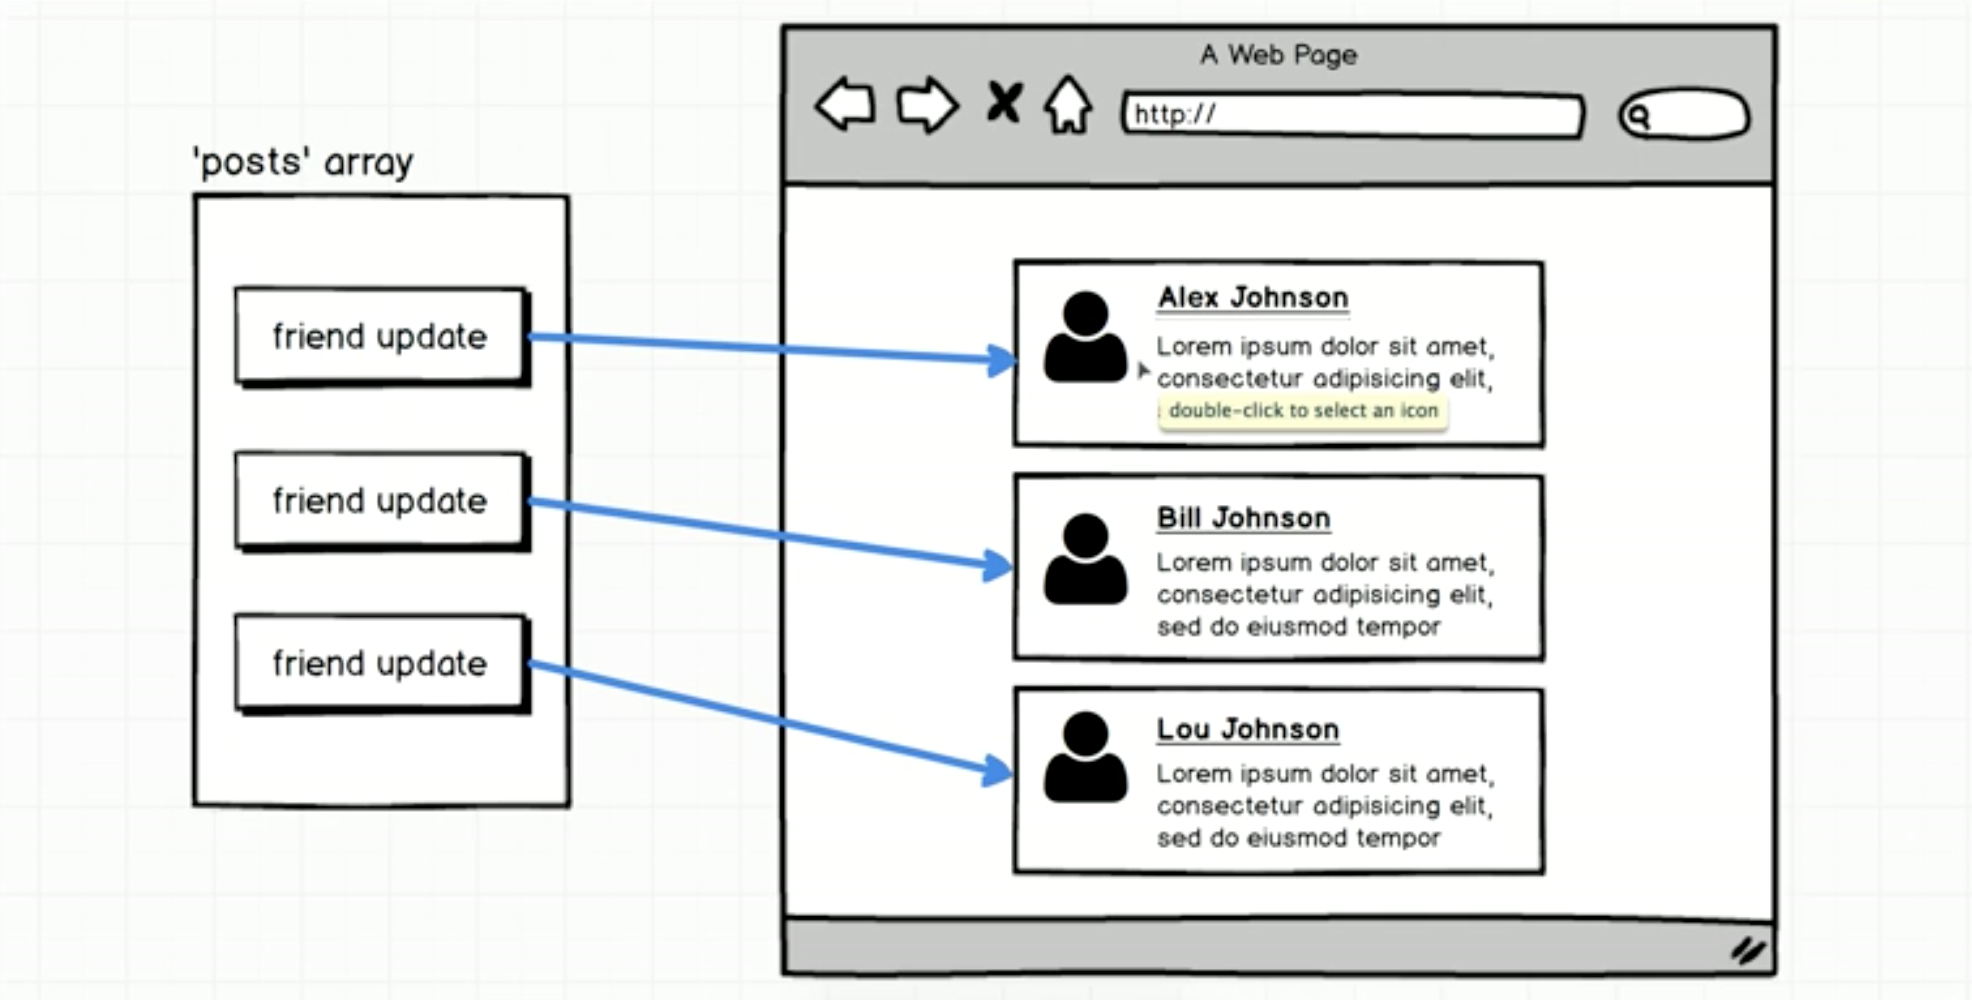 A Web Page
http://
'posts' array
friend update
friend update
friend update
Alex Johnson
Lorem ipsum dolor sit amet,
consectetur adipisicing elit,
double-click to select an icon
Bill Johnson
Lorem ipsum dolor sit amet,
consectetur adipisicing elit,
sed do eiusmod tempor
Lou Johnson
Lorem ipsum dolor sit amet,
consectetur adipisicing elit,
sed do eiusmod tempor